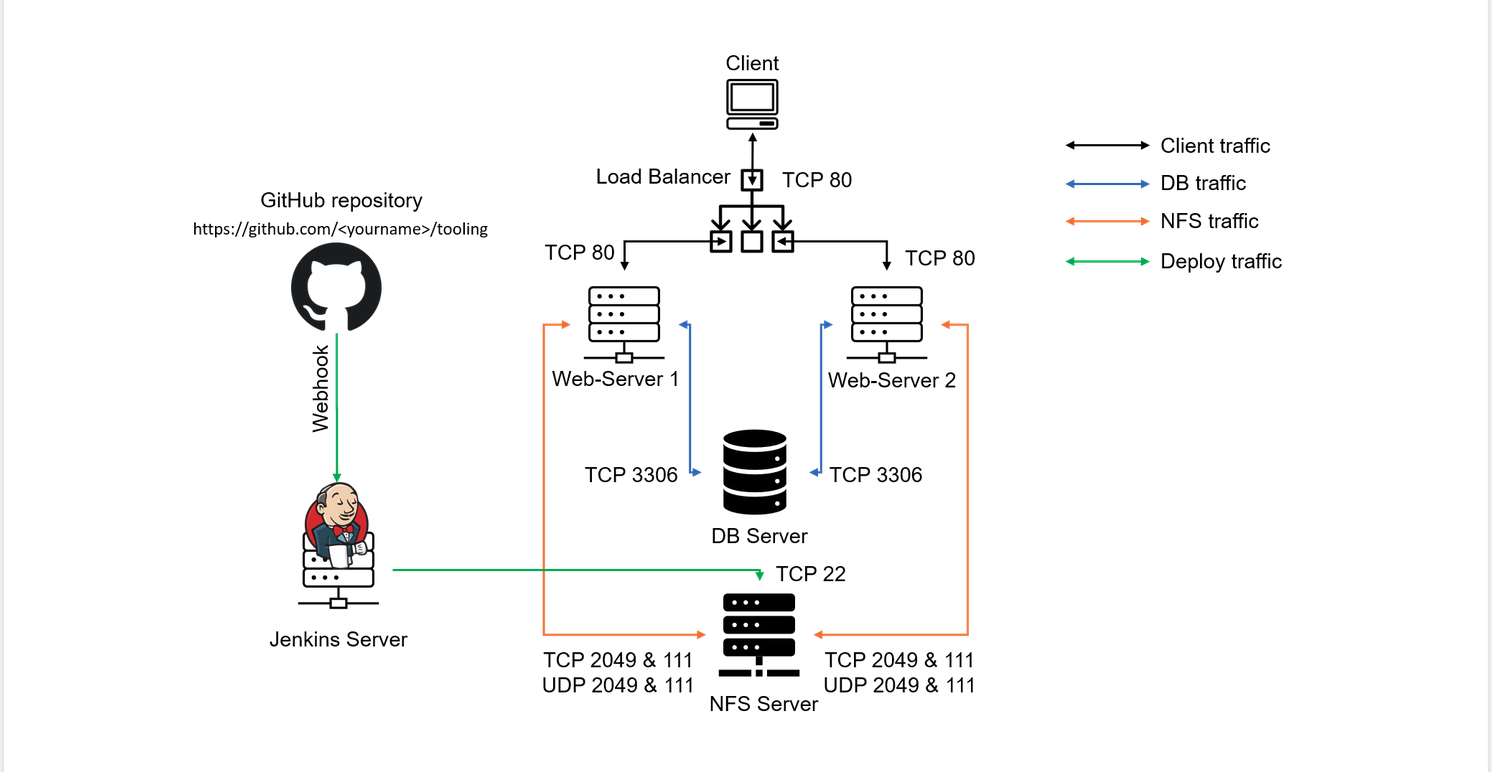 Client
Load Balancer
TCP 80
GitHub repository
https://github.com/<yourname>/tooling
Webhook
Jenkins Server
TCP 80
TCP 80
Web-Server 1
Web-Server 2
TCP 3306
TCP 3306
DB Server
TCP 22
TCP 2049 & 111
UDP 2049 & 111
TCP 2049 & 111
UDP 2049 & 111
NFS Server
Client traffic
DB traffic
NFS traffic
Deploy traffic